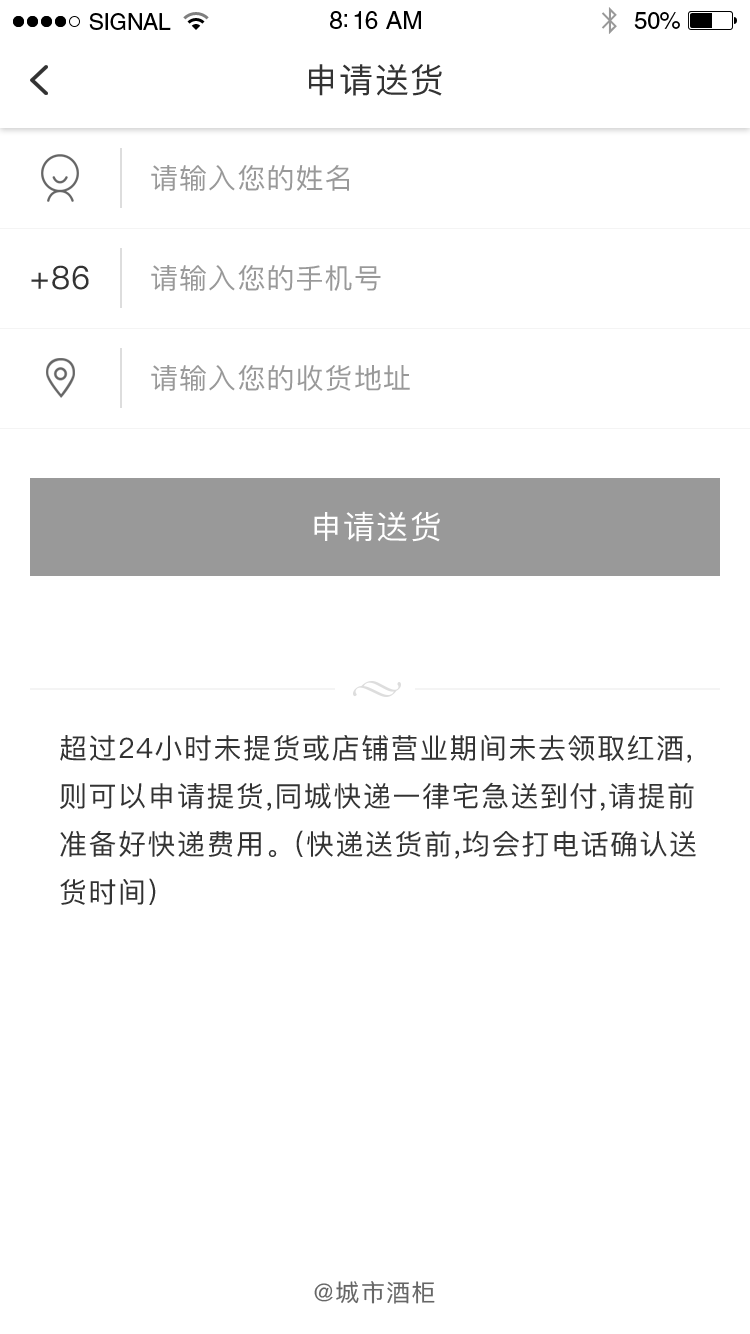 SIGNAL 8:16 AM 50%
申请送货
请输入您的姓名
+86 请输入您的手机号
请输入您的收货地址
申请送货
超过24小时未提货或店铺营业期间未去领取红酒,
则可以申请提货,同城快递一律宅急送到付,请提前
准备好快递费用。(快递送货前,均会打电话确认送
货时间)
@城市酒柜